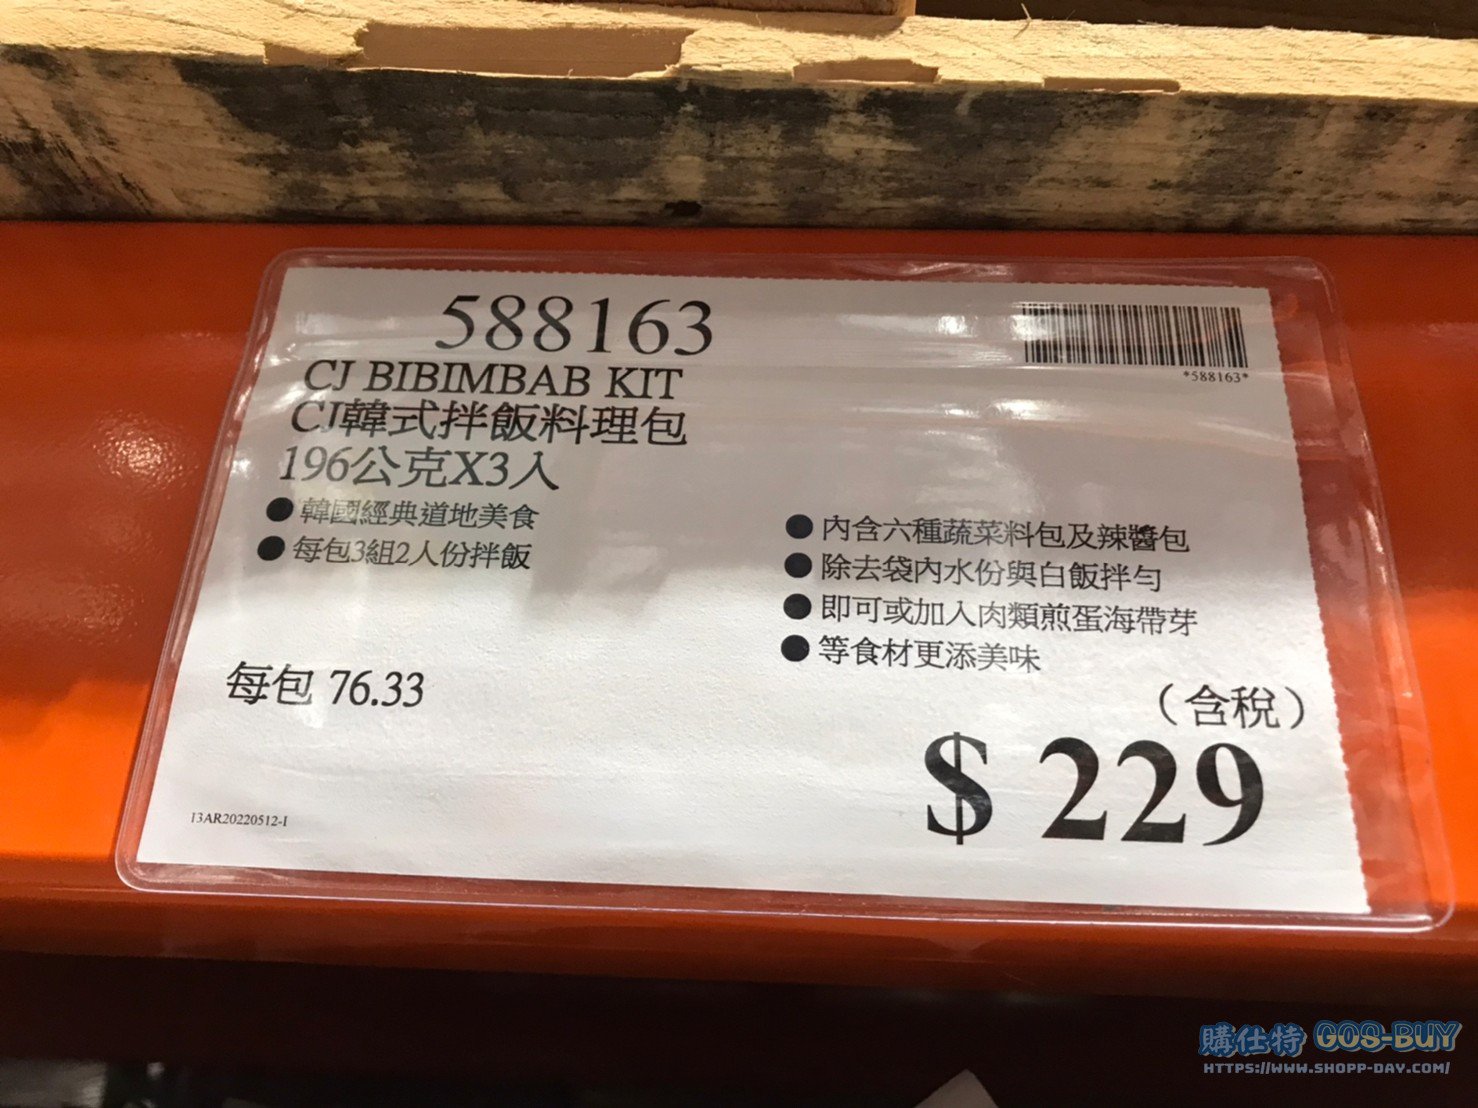 588163
*588163*
CJ BIBIMBAB KIT
CJ韓式拌飯料理包
196公克X3入
●韓國經典道地美食
●每包3組2人份拌飯
●內含六種蔬菜料包及辣醬包
●除去袋內水份與白飯拌勻
●即可或加入肉類煎蛋海帶芽
●等食材更添美味
每包 76.33
（含稅）
$ 229
13AR20220512-1
購仕特 GOS-BUY
HTTPS://WWW.SHOPP-DAY.COM/